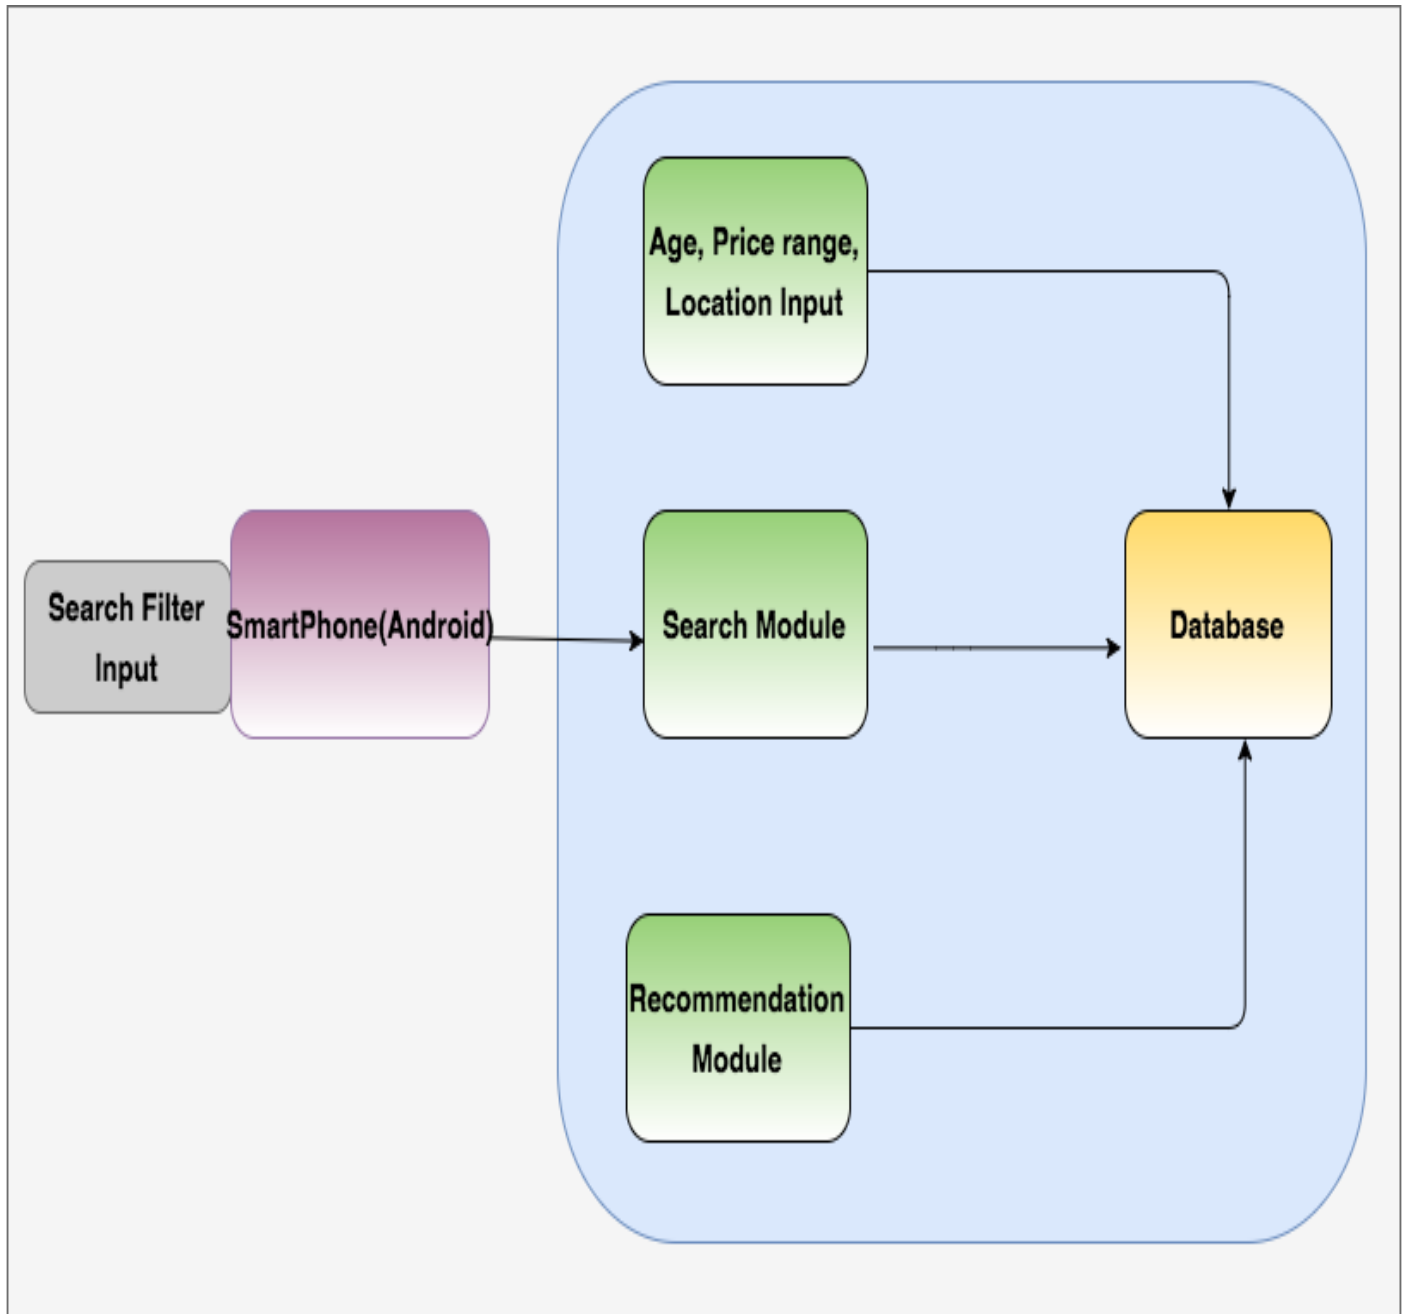 Age, Price range,
Location Input
Search Filter
Input
SmartPhone(Android)
Search Module
Database
Recommendation
Module